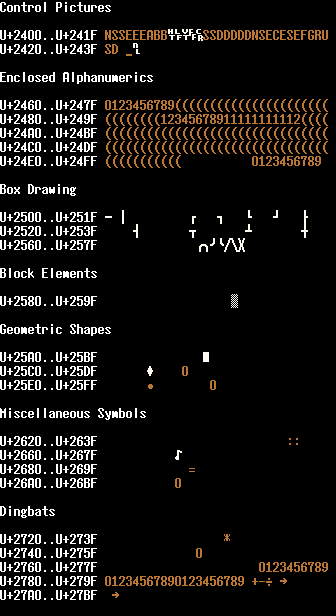 Control Pictures
U+2400..U+241F NSSEEEABB␉␊␋␌␍SSDDDDDNSECESEFGRU
U+2420..U+243F SD _␤
Enclosed Alphanumerics
U+2460..U+247F 0123456789((((((((((((((((((((((
U+2480..U+249F ((((((((12345678911111111112((((
U+24A0..U+24BF ((((((((((((((((((((((((((((((((
U+24C0..U+24DF ((((((((((((((((((((((((((((((((
U+24E0..U+24FF (((((((((((          0123456789
Box Drawing
U+2500..U+251F ─ │         ┌   ┐   └   ┘   ├
U+2520..U+253F     ┤       ┬       ┴       ┼
U+2560..U+257F              ╭╮╯╰╱╲╳
Block Elements
U+2580..U+259F                   ▒
Geometric Shapes
U+25A0..U+25BF               ▮
U+25C0..U+25DF       ◆    0
U+25E0..U+25FF       •        0
Miscellaneous Symbols
U+2620..U+263F                           ::
U+2660..U+267F           ♪
U+2680..U+269F             =
U+26A0..U+26BF           0
Dingbats
U+2720..U+273F                  *
U+2740..U+275F              0
U+2760..U+277F                       0123456789
U+2780..U+279F 01234567890123456789 +-÷ →
U+27A0..U+27BF  →